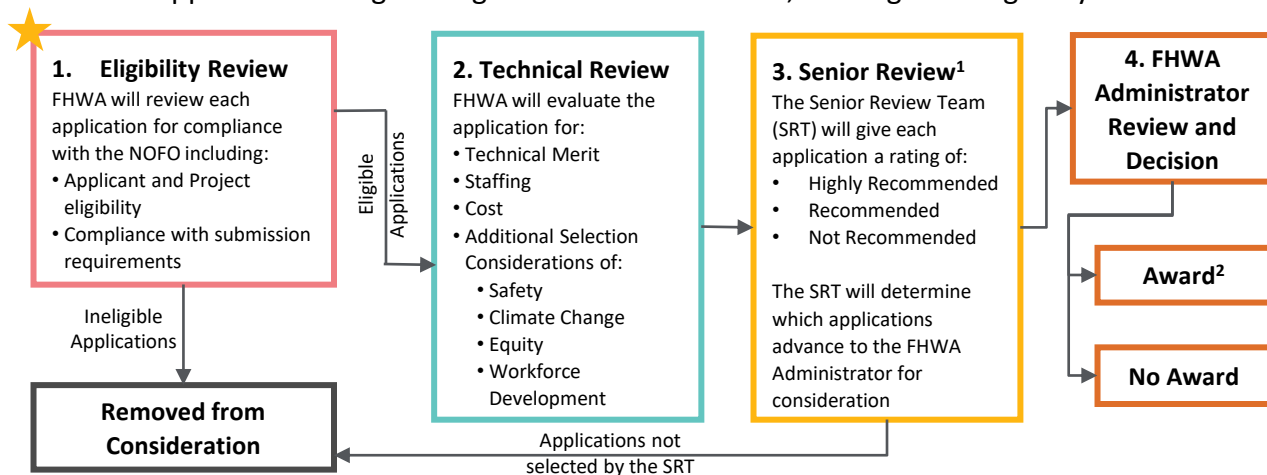 1. Eligibility Review
FHWA will review each
application for compliance
with the NOFO including:
• Applicant and Project
eligibility
• Compliance with submission
requirements
Ineligible
Applications
Removed from
Consideration
Eligible
Applications
2. Technical Review
FHWA will evaluate the
application for:
• Technical Merit
• Staffing
• Cost
• Additional Selection
Considerations of:
• Safety
• Climate Change
• Equity
• Workforce
Development
3. Senior Review¹
The Senior Review Team
(SRT) will give each
application a rating of:
• Highly Recommended
• Recommended
• Not Recommended
The SRT will determine
which applications
advance to the FHWA
Administrator for
consideration
Applications not
selected by the SRT
4. FHWA
Administrator
Review and
Decision
Award²
No Award